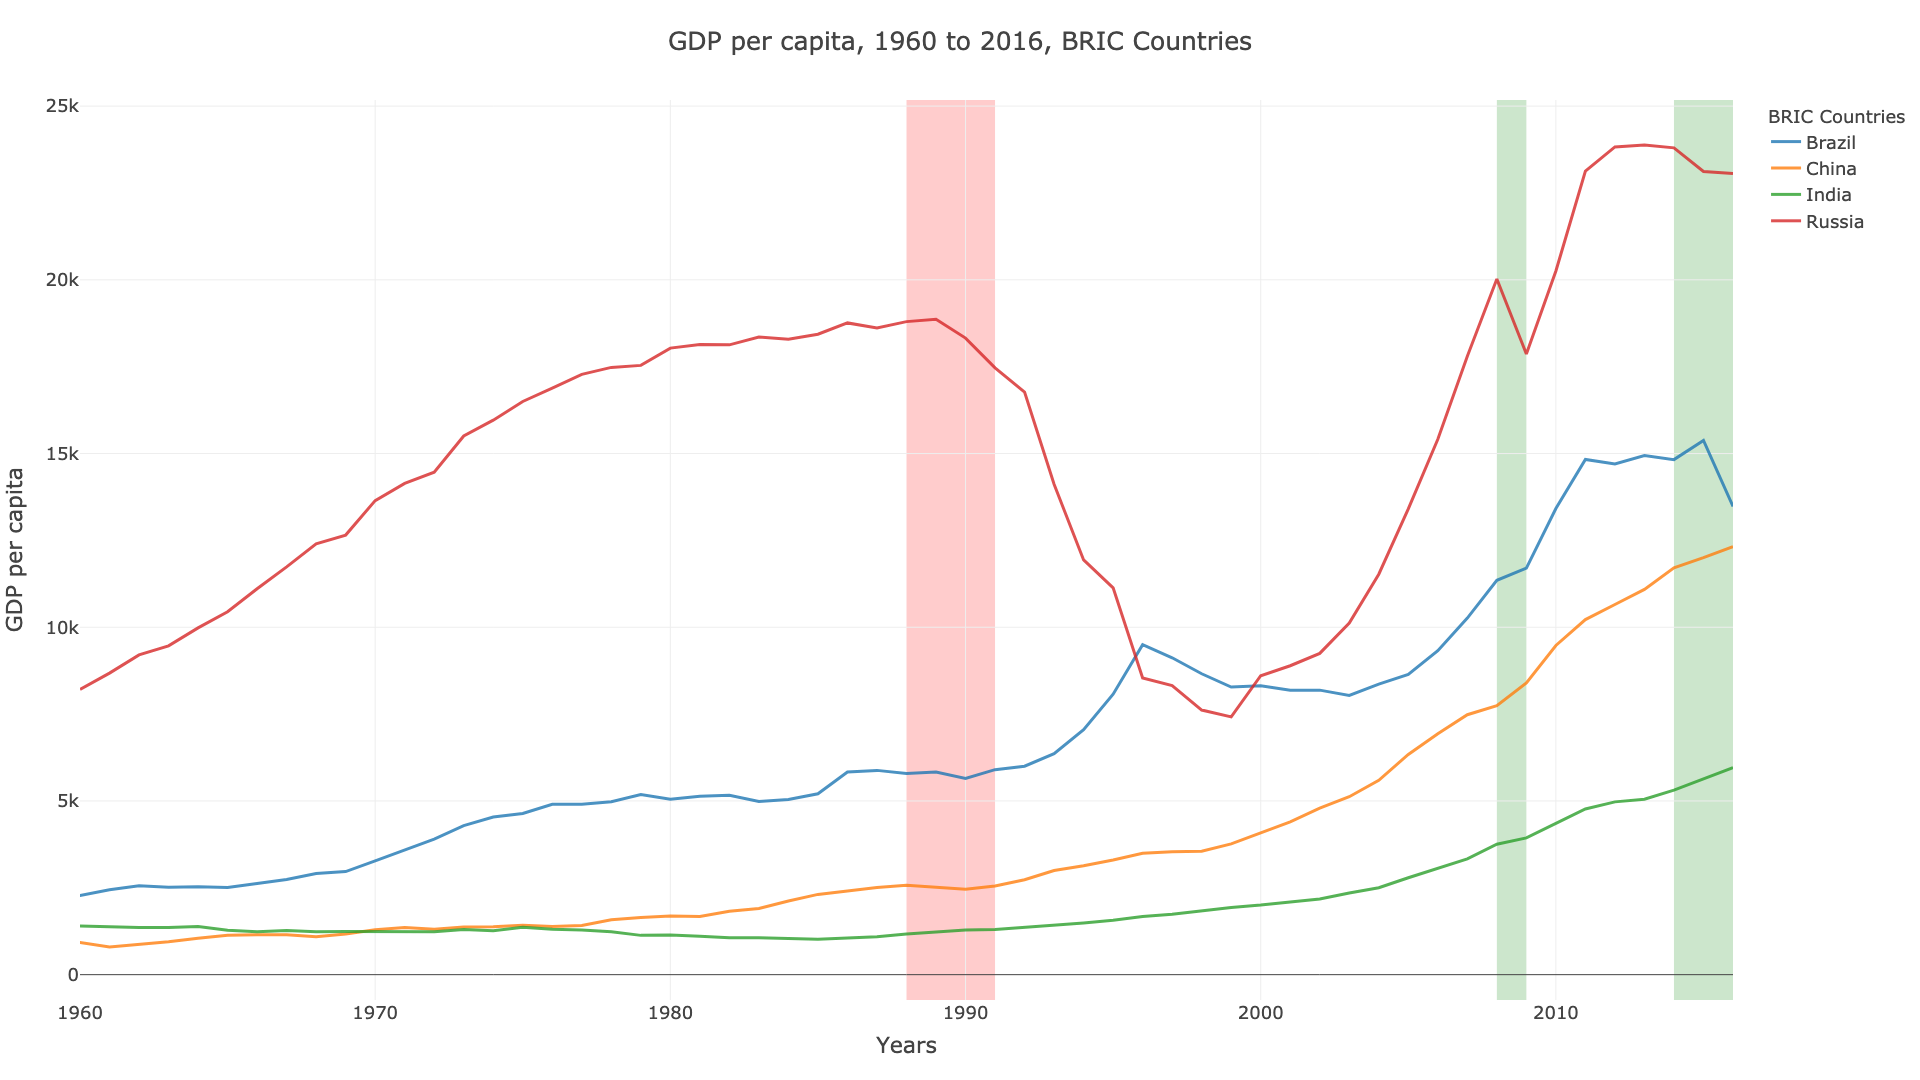 GDP per capita, 1960 to 2016, BRIC Countries
25k
20k
15k
10k
5k
0
GDP per capita
1960 1970 1980 1990 2000 2010
Years
BRIC Countries
Brazil
China
India
Russia